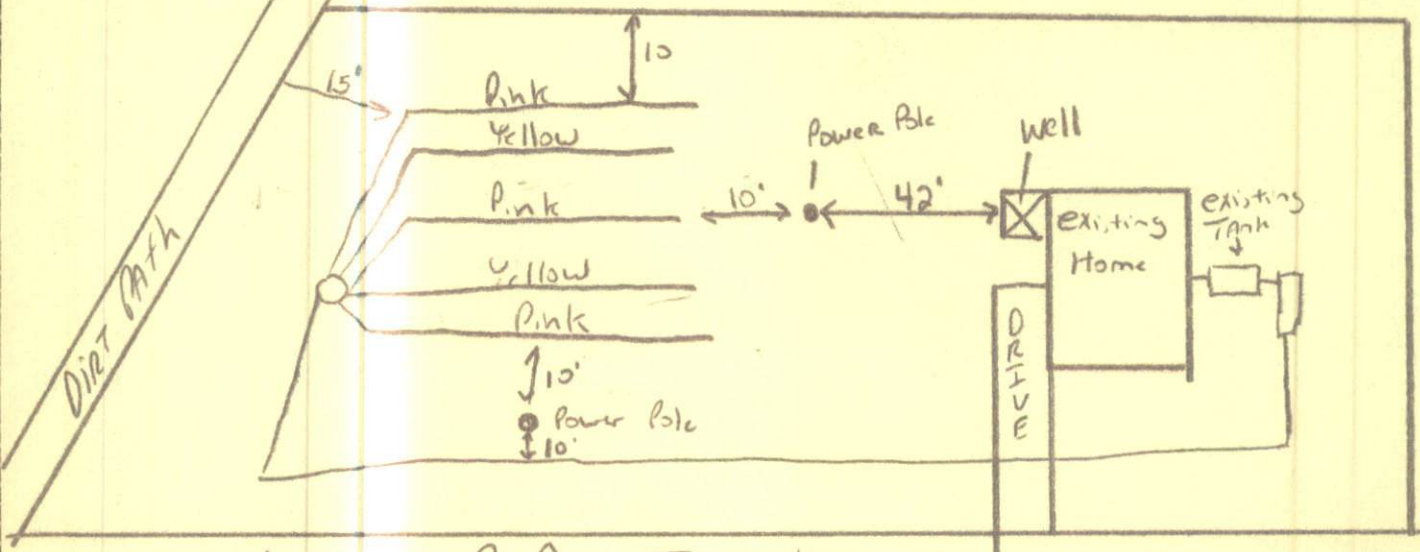 10
15'
Pink
Yellow
Power Pole
Well
Pink
10'
42'
existing
Home
existing
TANK
Yellow
Pink
DIRT PATH
DRIVE
10'
Power Pole
10'